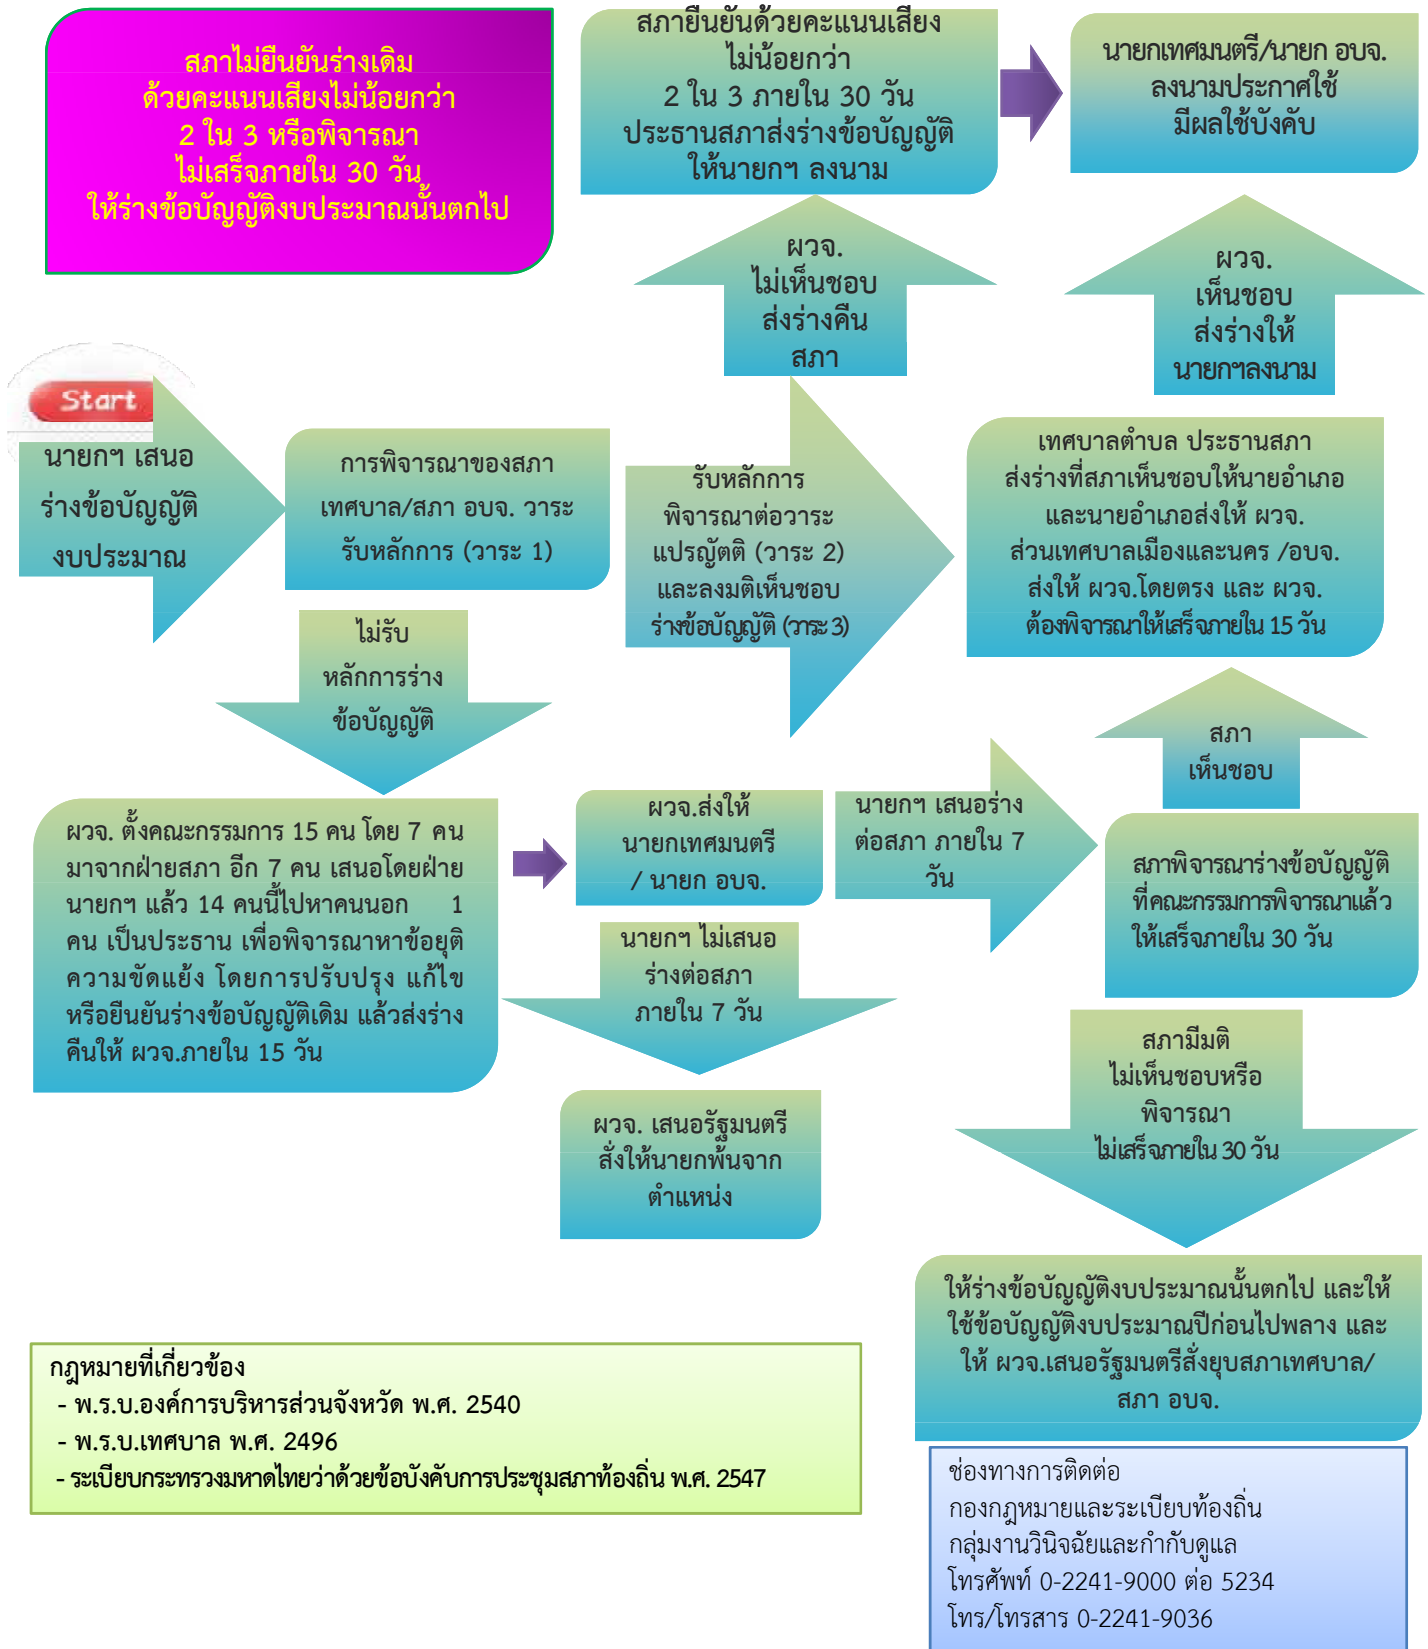 สภาไม่ยืนยันร่างเดิม
ด้วยคะแนนเสียงไม่น้อยกว่า
2 ใน 3 หรือพิจารณา
ไม่เสร็จภายใน 30 วัน
ให้ร่างข้อบัญญัติงบประมาณนั้นตกไป
สภายืนยันด้วยคะแนนเสียง
ไม่น้อยกว่า
2 ใน 3 ภายใน 30 วัน
ประธานสภาส่งร่างข้อบัญญัติ
ให้นายกฯ ลงนาม
นายกเทศมนตรี/นายก อบจ.
ลงนามประกาศใช้
มีผลใช้บังคับ
ผวจ.
ไม่เห็นชอบ
ส่งร่างคืน
สภา
ผวจ.
เห็นชอบ
ส่งร่างให้
นายกฯลงนาม
Start
นายกฯ เสนอ
ร่างข้อบัญญัติ
งบประมาณ
การพิจารณาของสภา
เทศบาล/สภา อบจ. วาระ
รับหลักการ (วาระ 1)
รับหลักการ
พิจารณาต่อวาระ
แปรญัตติ (วาระ 2)
และลงมติเห็นชอบ
ร่างข้อบัญญัติ (วาระ 3)
เทศบาลตำบล ประธานสภา
ส่งร่างที่สภาเห็นชอบให้นายอำเภอ
และนายอำเภอส่งให้ ผวจ.
ส่วนเทศบาลเมืองและนคร /อบจ.
ส่งให้ ผวจ.โดยตรง และ ผวจ.
ต้องพิจารณาให้เสร็จภายใน 15 วัน
ไม่รับ
หลักการร่าง
ข้อบัญญัติ
สภา
เห็นชอบ
ผวจ. ตั้งคณะกรรมการ 15 คน โดย 7 คน
มาจากฝ่ายสภา อีก 7 คน เสนอโดยฝ่าย
นายกฯ แล้ว 14 คนนี้ไปหาคนนอก 1
คน เป็นประธาน เพื่อพิจารณาหาข้อยุติ
ความขัดแย้ง โดยการปรับปรุง แก้ไข
หรือยืนยันร่างข้อบัญญัติเดิม แล้วส่งร่าง
คืนให้ ผวจ.ภายใน 15 วัน
ผวจ.ส่งให้
นายกเทศมนตรี
/ นายก อบจ.
นายกฯ เสนอร่าง
ต่อสภา ภายใน 7
วัน
สภาพิจารณาร่างข้อบัญญัติ
ที่คณะกรรมการพิจารณาแล้ว
ให้เสร็จภายใน 30 วัน
นายกฯ ไม่เสนอ
ร่างต่อสภา
ภายใน 7 วัน
สภามีมติ
ไม่เห็นชอบหรือ
พิจารณา
ไม่เสร็จภายใน 30 วัน
ผวจ. เสนอรัฐมนตรี
สั่งให้นายกพ้นจาก
ตำแหน่ง
ให้ร่างข้อบัญญัติงบประมาณนั้นตกไป และให้
ใช้ข้อบัญญัติงบประมาณปีก่อนไปพลาง และ
ให้ ผวจ.เสนอรัฐมนตรีสั่งยุบสภาเทศบาล/
สภา อบจ.
กฎหมายที่เกี่ยวข้อง
- พ.ร.บ.องค์การบริหารส่วนจังหวัด พ.ศ. 2540
- พ.ร.บ.เทศบาล พ.ศ. 2496
- ระเบียบกระทรวงมหาดไทยว่าด้วยข้อบังคับการประชุมสภาท้องถิ่น พ.ศ. 2547
ช่องทางการติดต่อ
กองกฎหมายและระเบียบท้องถิ่น
กลุ่มงานวินิจฉัยและกำกับดูแล
โทรศัพท์ 0-2241-9000 ต่อ 5234
โทร/โทรสาร 0-2241-9036